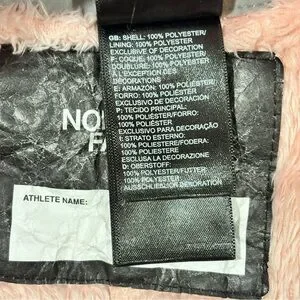 GB: SHELL: 100% POLYESTER/
LINING: 100% POLYESTER
EXCLUSIVE OF DECORATION
F: COQUE: 100% POLYESTER/
DOUBLURE: 100% POLYESTER
À L'EXCEPTION DES
DÉCORATIONS
E: ARMAZÓN: 100% POLIÉSTER/
FORRO: 100% POLIÉSTER
EXCLUSIVO DE DECORACIÓN
P: TECIDO PRINCIPAL:
100% POLIÉSTER/FORRO:
100% POLIÉSTER
EXCLUSIVO PARA DECORAÇÃO
I: STRATO ESTERNO:
100% POLIESTERE/FODERA:
100% POLIESTERE
ESCLUSA LA DECORAZIONE
D: OBERSTOFF:
100% POLYESTER/FUTTER:
100% POLYESTER
AUSSCHLIEßLICH DEKORATION
NO
FA
ATHLETE NAME: